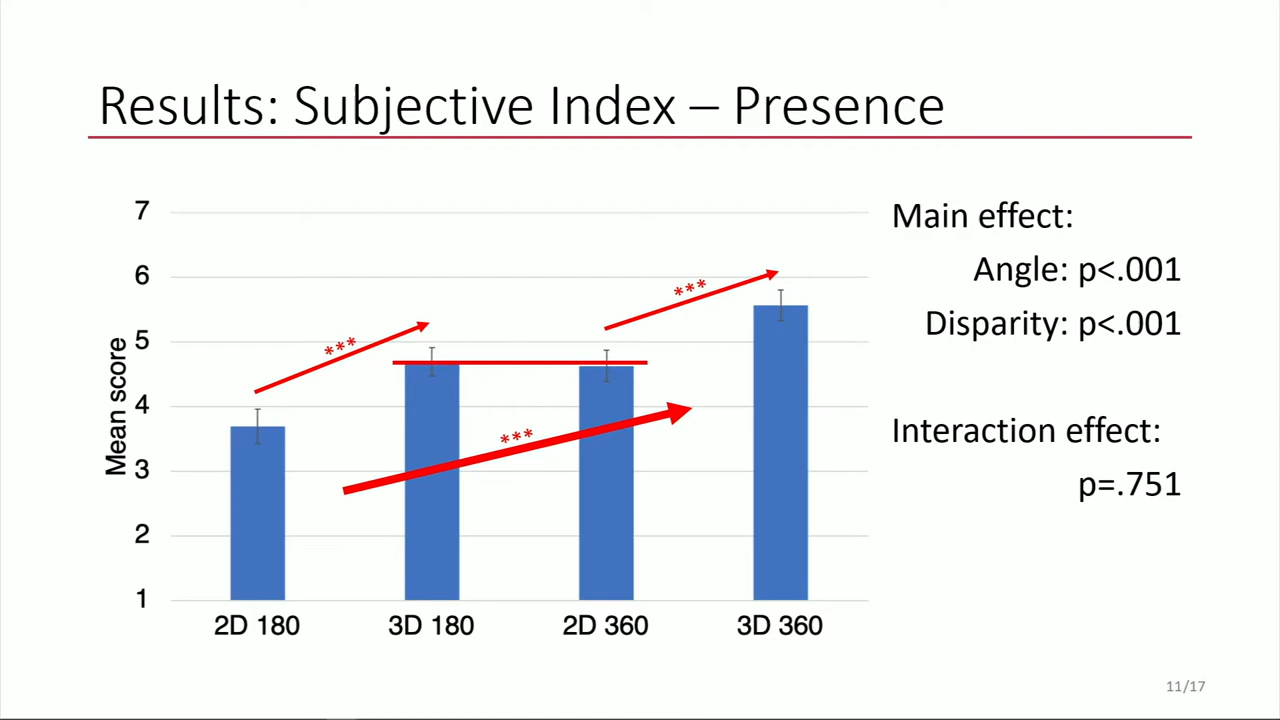 Results: Subjective Index – Presence
7
6
5
4
3
2
1
Mean score
***
***
***
2D 180
3D 180
2D 360
3D 360
Main effect:
Angle: p<.001
Disparity: p<.001
Interaction effect:
p=.751
11/17